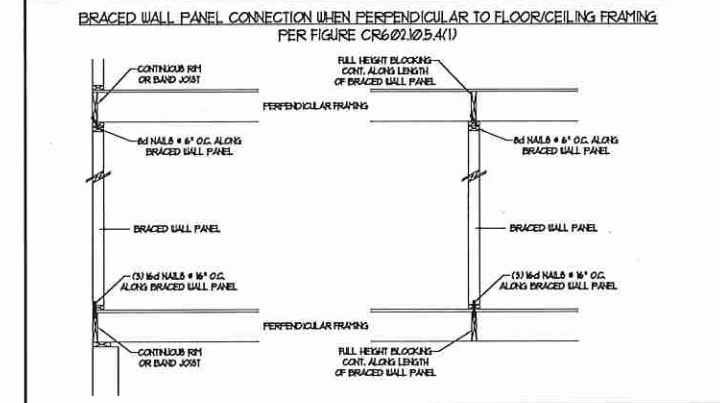 BRACED WALL PANEL CONNECTION WHEN PERPENDICULAR TO FLOOR/CEILING FRAMING
PER FIGURE CR602.10.5.4(1)
CONTINUOUS RIM
OR BAND JOIST
FULL HEIGHT BLOCKING
CONT. ALONG LENGTH
OF BRACED WALL PANEL
PERPENDICULAR FRAMING
8d NAILS @ 6" O.C. ALONG
BRACED WALL PANEL
8d NAILS @ 6" O.C. ALONG
BRACED WALL PANEL
BRACED WALL PANEL
BRACED WALL PANEL
(3) 16d NAILS @ 16" O.C.
ALONG BRACED WALL PANEL
(3) 16d NAILS @ 16" O.C.
ALONG BRACED WALL PANEL
PERPENDICULAR FRAMING
CONTINUOUS RIM
OR BAND JOIST
FULL HEIGHT BLOCKING
CONT. ALONG LENGTH
OF BRACED WALL PANEL